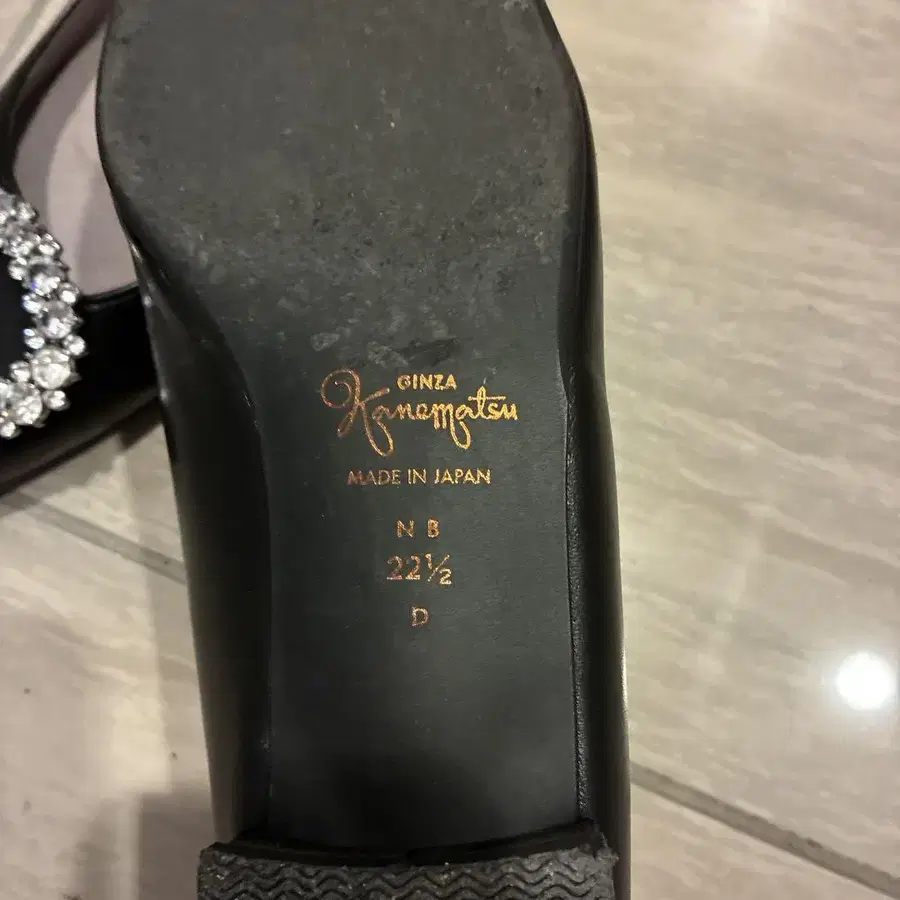 GINZA
Kanematsu
MADE IN JAPAN
N B
22½
D